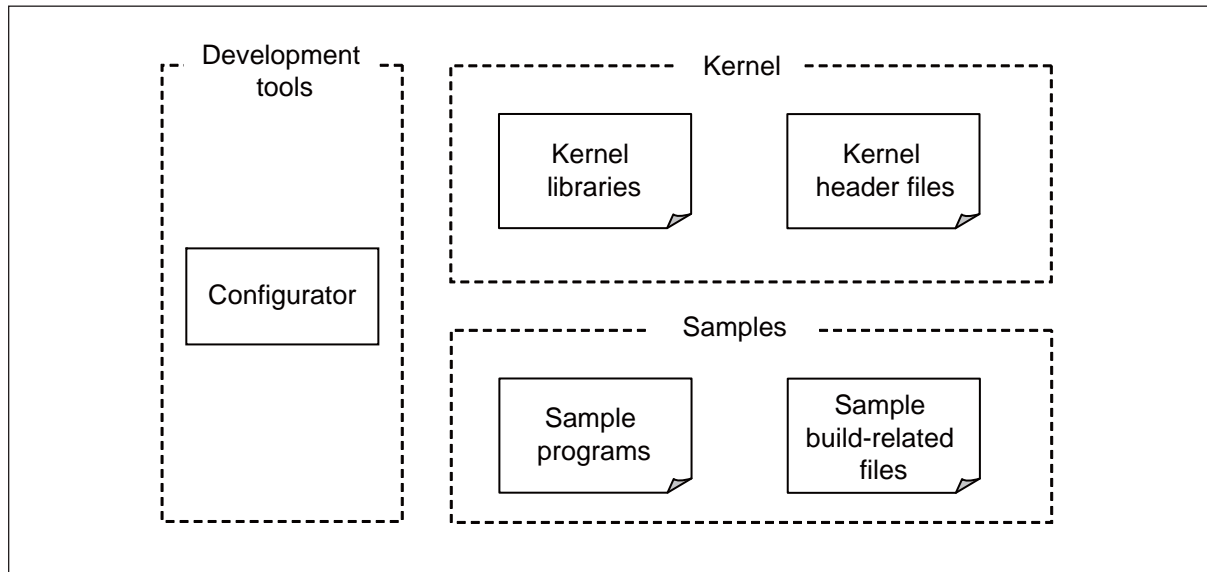 Development
tools
Configurator
Kernel
Kernel
libraries
Kernel
header files
Samples
Sample
programs
Sample
build-related
files